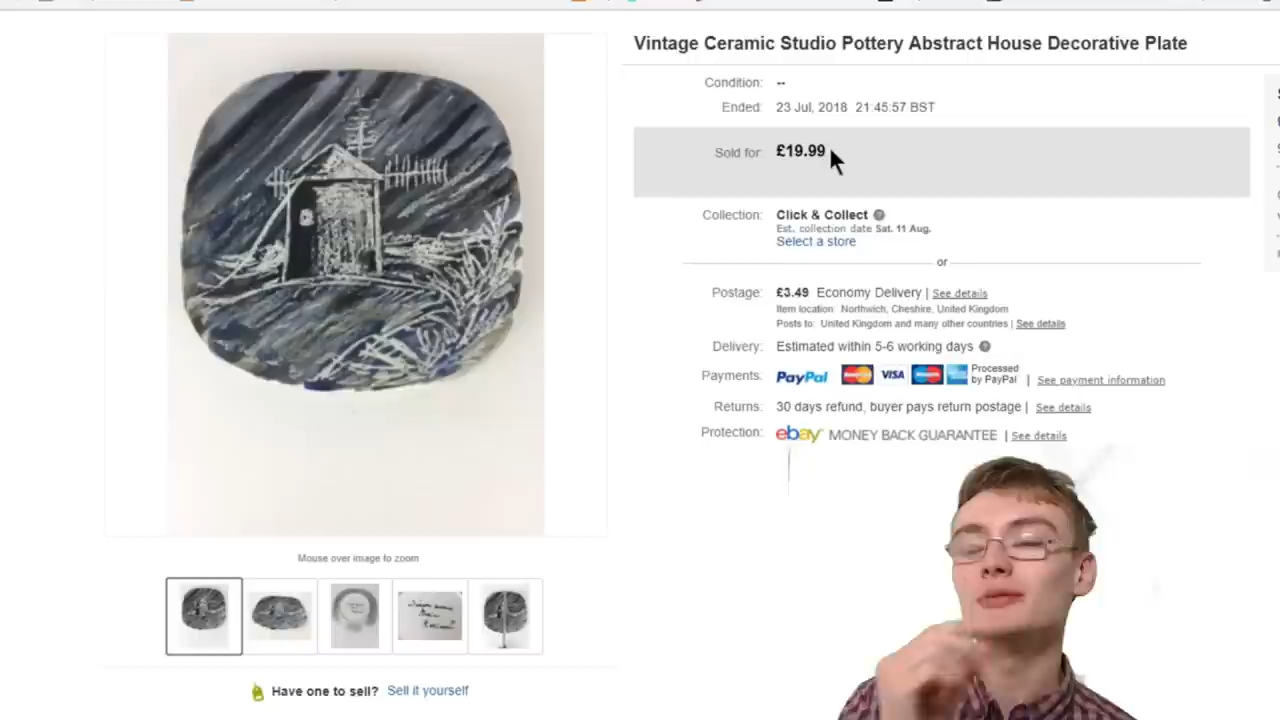 Vintage Ceramic Studio Pottery Abstract House Decorative Plate
Condition: --
Ended: 23 Jul, 2018 21:45:57 BST
Sold for: £19.99
Collection: Click & Collect
Est. collection date Sat. 11 Aug.
Select a store
or
Postage: £3.49 Economy Delivery | See details
Item location: Northwich, Cheshire, United Kingdom
Posts to: United Kingdom and many other countries | See details
Delivery: Estimated within 5-6 working days
Payments: PayPal MasterCard VISA Processed by PayPal | See payment information
Returns: 30 days refund, buyer pays return postage | See details
Protection: ebay MONEY BACK GUARANTEE | See details
Mouse over image to zoom
Have one to sell? Sell it yourself